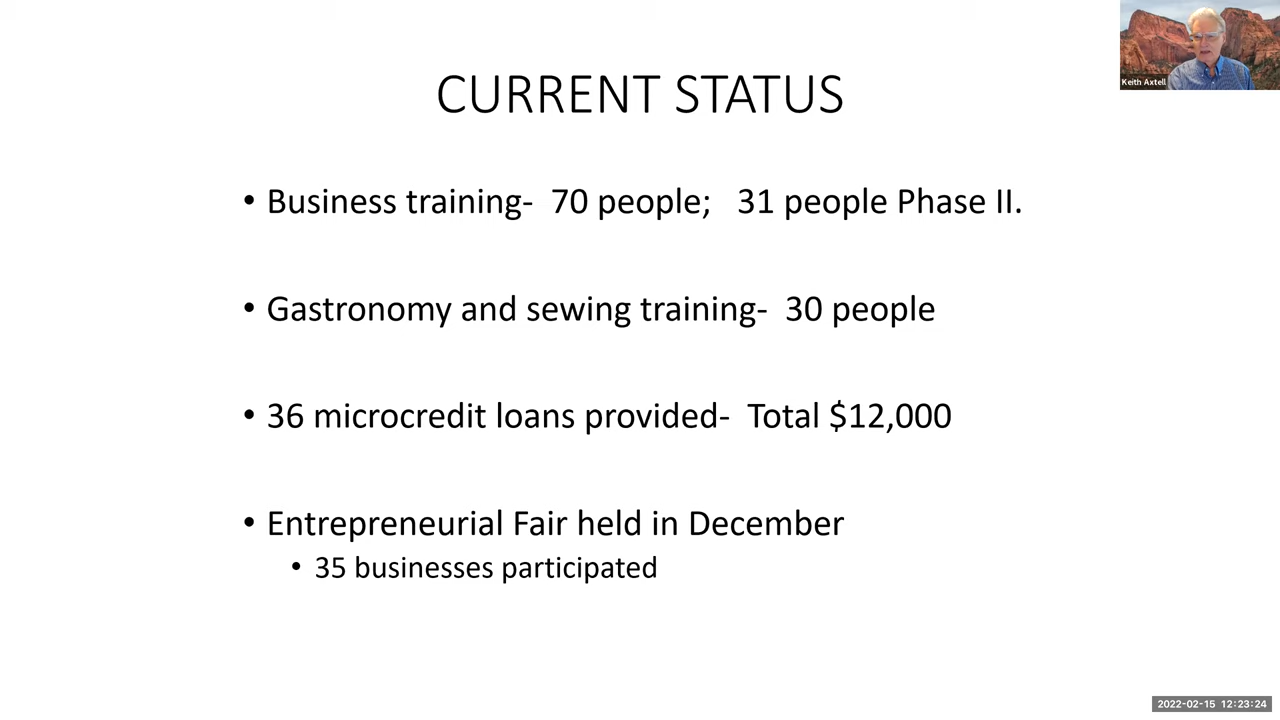 Keith Axtell
CURRENT STATUS
• Business training-  70 people;   31 people Phase II.
• Gastronomy and sewing training-  30 people
• 36 microcredit loans provided-  Total $12,000
• Entrepreneurial Fair held in December
• 35 businesses participated
2022-02-15 12:23:24